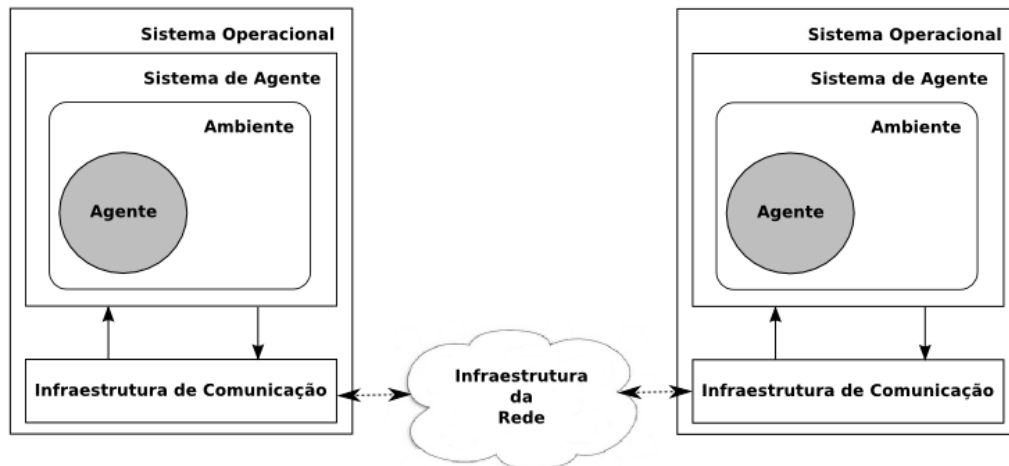 Sistema Operacional
Sistema de Agente
Ambiente
Agente
Infraestrutura de Comunicação
Infraestrutura
da
Rede
Sistema Operacional
Sistema de Agente
Ambiente
Agente
Infraestrutura de Comunicação